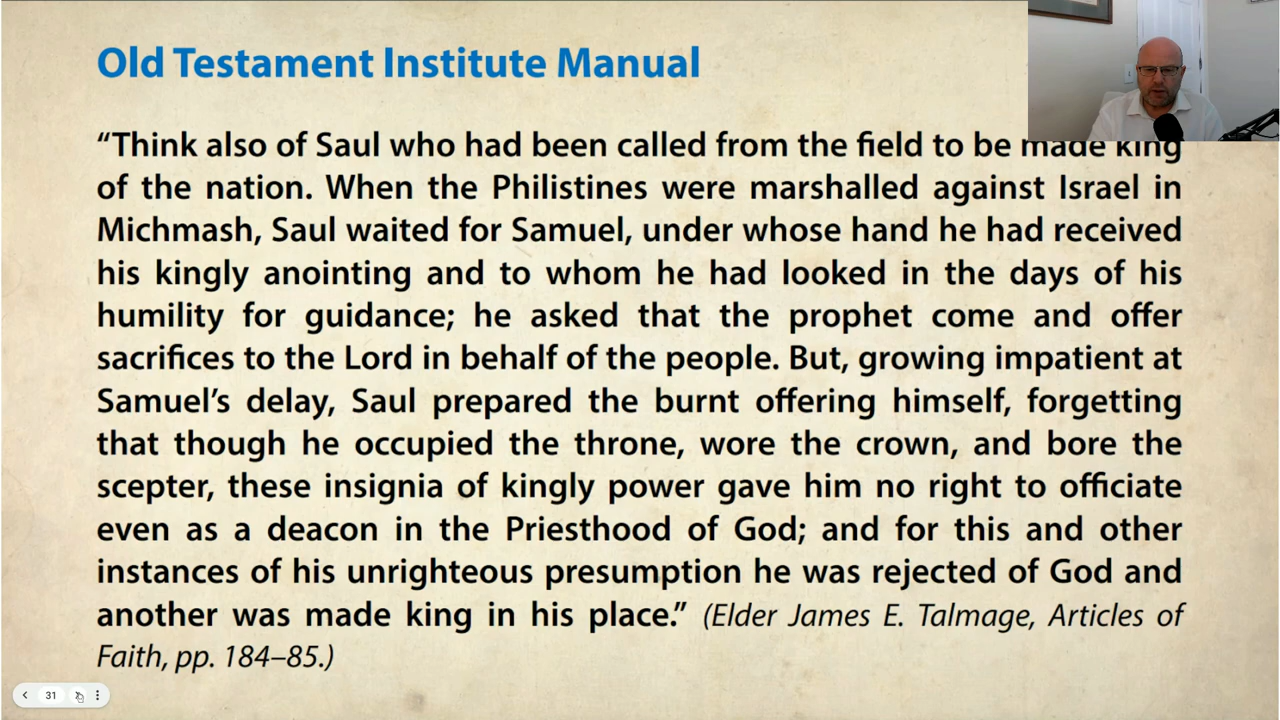 Old Testament Institute Manual
“Think also of Saul who had been called from the field to be made king
of the nation. When the Philistines were marshalled against Israel in
Michmash, Saul waited for Samuel, under whose hand he had received
his kingly anointing and to whom he had looked in the days of his
humility for guidance; he asked that the prophet come and offer
sacrifices to the Lord in behalf of the people. But, growing impatient at
Samuel’s delay, Saul prepared the burnt offering himself, forgetting
that though he occupied the throne, wore the crown, and bore the
scepter, these insignia of kingly power gave him no right to officiate
even as a deacon in the Priesthood of God; and for this and other
instances of his unrighteous presumption he was rejected of God and
another was made king in his place.” (Elder James E. Talmage, Articles of
Faith, pp. 184–85.)
31